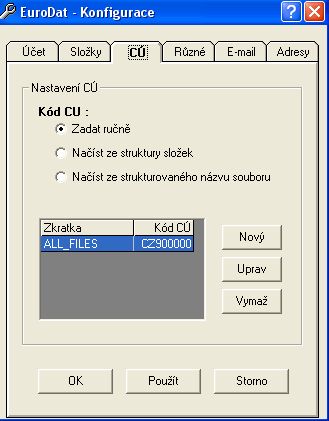 EuroDat - Konfigurace
Účet Složky CÚ Různé E-mail Adresy
Nastavení CÚ
Kód CU :
Zadat ručně
Načíst ze struktury složek
Načíst ze strukturovaného názvu souboru
Zkratka Kód CÚ
ALL_FILES CZ900000
Nový
Uprav
Vymaž
OK Použít Storno